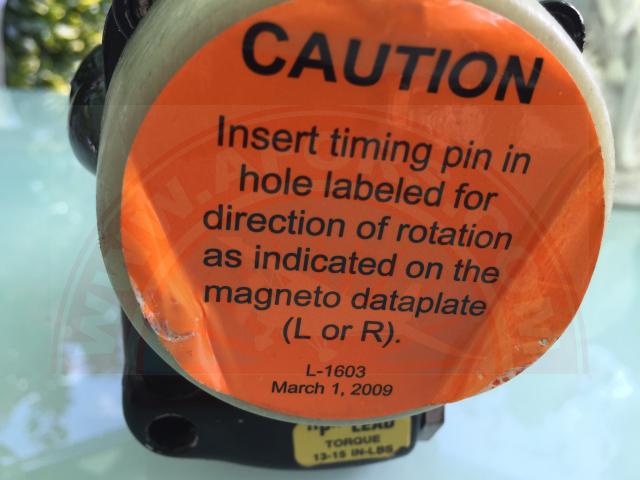 CAUTION
Insert timing pin in
hole labeled for
direction of rotation
as indicated on the
magneto dataplate
(L or R).
L-1603
March 1, 2009
LEAD
TORQUE
13-15 IN-LBS